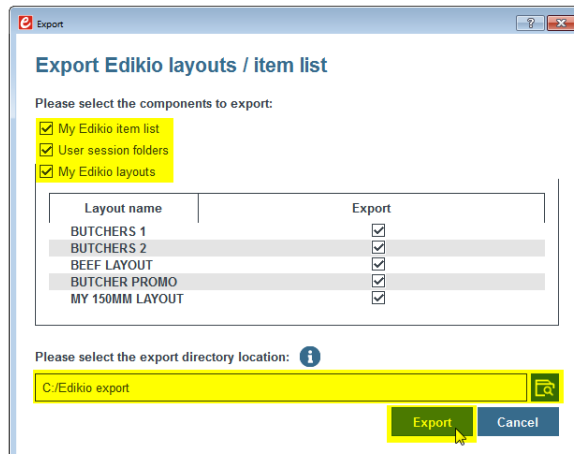 Export
Export Edikio layouts / item list
Please select the components to export:
My Edikio item list
User session folders
My Edikio layouts
Layout name Export
BUTCHERS 1
BUTCHERS 2
BEEF LAYOUT
BUTCHER PROMO
MY 150MM LAYOUT
Please select the export directory location:
C:/Edikio export
Export Cancel